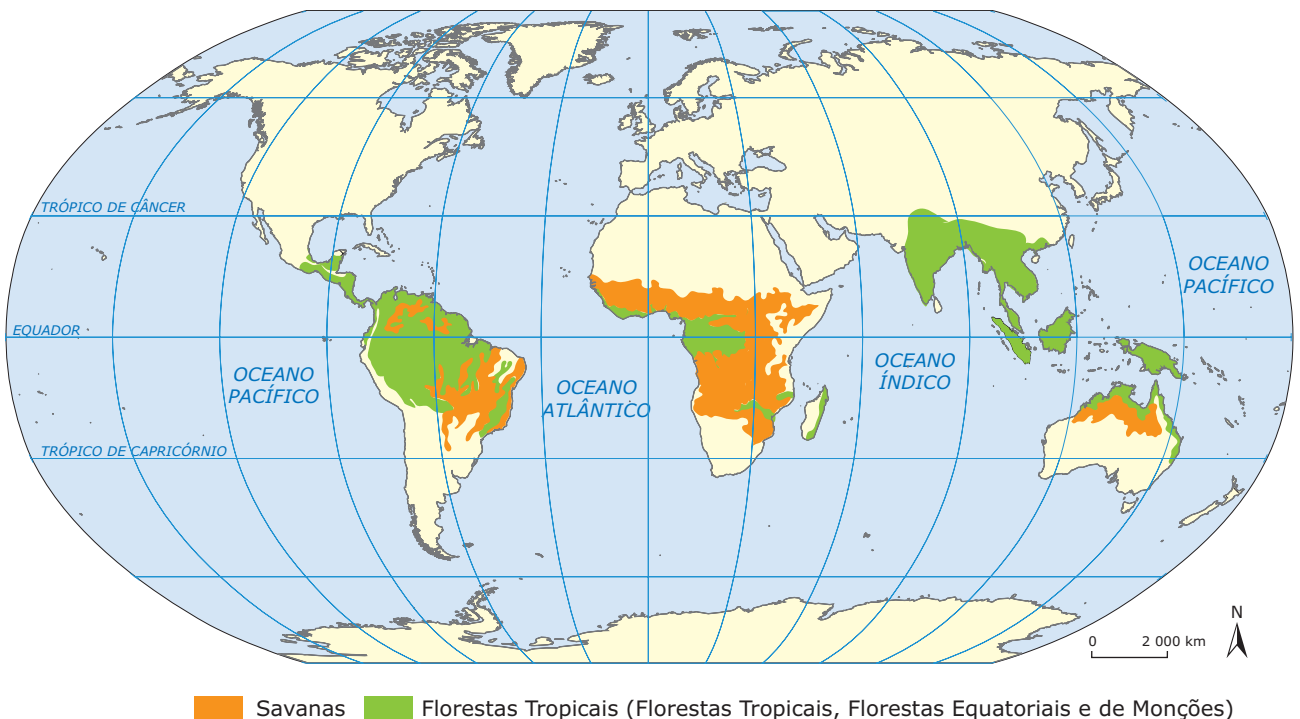 TRÓPICO DE CÂNCER
OCEANO
PACÍFICO
EQUADOR
OCEANO
PACÍFICO
OCEANO
ATLÂNTICO
OCEANO
ÍNDICO
TRÓPICO DE CAPRICÓRNIO
N
0 2 000 km
Savanas Florestas Tropicais (Florestas Tropicais, Florestas Equatoriais e de Monções)